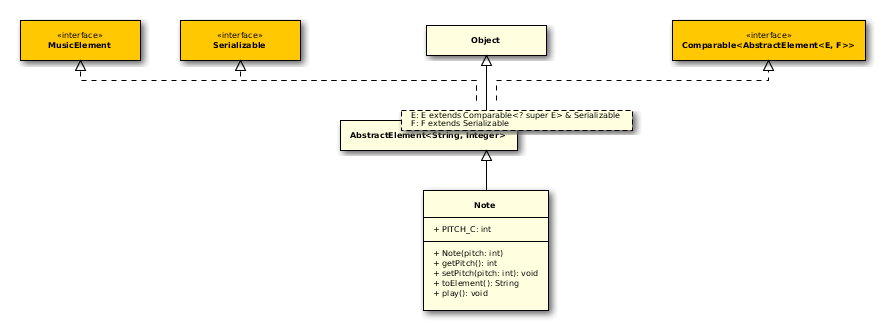 «interface»
MusicElement
«interface»
Serializable
Object
«interface»
Comparable<AbstractElement<E, F>>
E: E extends Comparable<? super E> & Serializable
F: F extends Serializable
AbstractElement<String, Integer>
Note
+ PITCH_C: int
+ Note(pitch: int)
+ getPitch(): int
+ setPitch(pitch: int): void
+ toElement(): String
+ play(): void